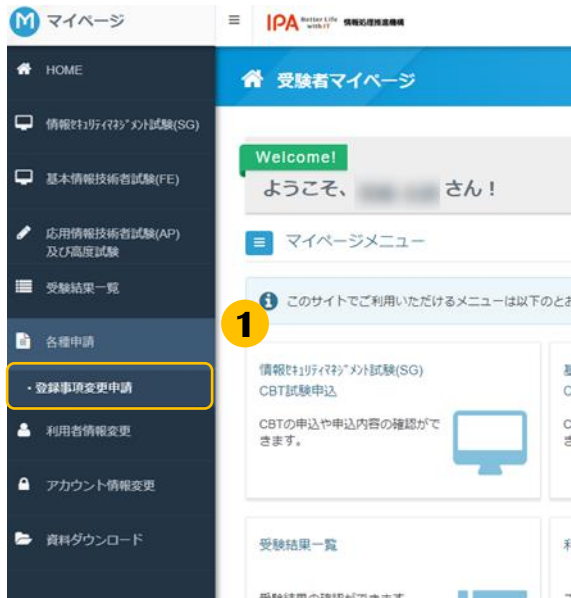 M マイページ
≡ IPA Better Life with IT 情報処理推進機構
HOME
受験者マイページ
情報ｾｷｭﾘﾃｨﾏﾈｼﾞﾒﾝﾄ試験(SG)
Welcome!
ようこそ、 さん！
基本情報技術者試験(FE)
応用情報技術者試験(AP)
及び高度試験
マイページメニュー
受験結果一覧
このサイトでご利用いただけるメニューは以下のとお
1
各種申請
・登録事項変更申請
利用者情報変更
アカウント情報変更
資料ダウンロード
情報ｾｷｭﾘﾃｨﾏﾈｼﾞﾒﾝﾄ試験(SG)
CBT試験申込
CBTの申込や申込内容の確認がで
きます。
受験結果一覧